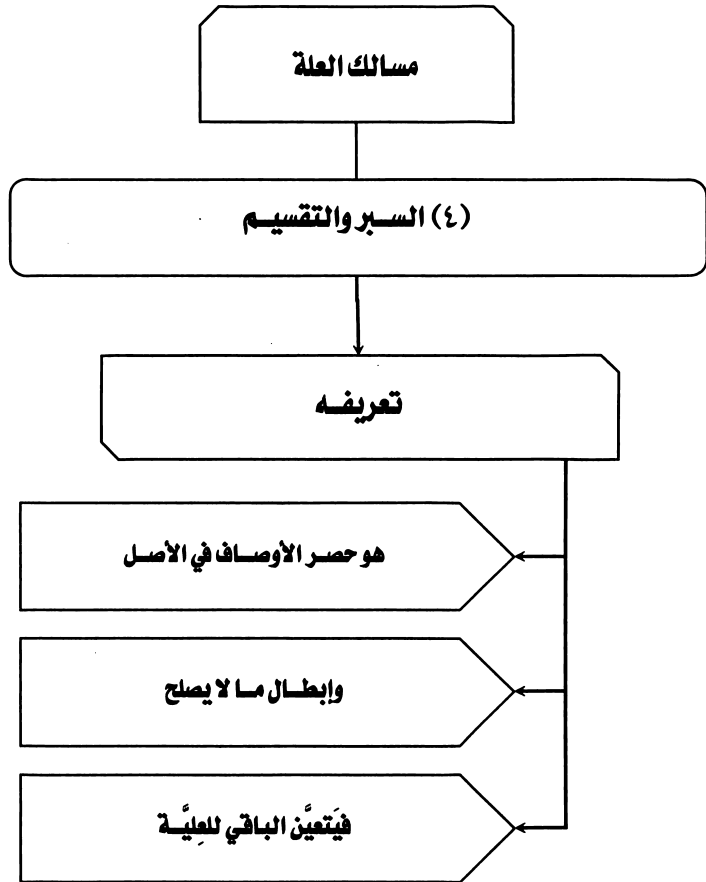 مسالك العلة
(٤) السبر والتقسيم
تعريفه
هو حصر الأوصاف في الأصل
وإبطال ما لا يصلح
فيَتعيَّن الباقي للعِليَّة